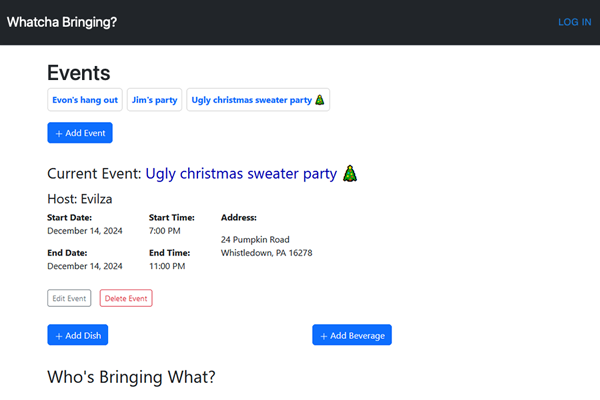 Whatcha Bringing? LOG IN
Events
Evon's hang out Jim's party Ugly christmas sweater party 🎄
+ Add Event
Current Event: Ugly christmas sweater party 🎄
Host: Evilza
Start Date: Start Time: Address:
December 14, 2024 7:00 PM
24 Pumpkin Road
End Date: End Time: Whistledown, PA 16278
December 14, 2024 11:00 PM
Edit Event Delete Event
+ Add Dish + Add Beverage
Who's Bringing What?